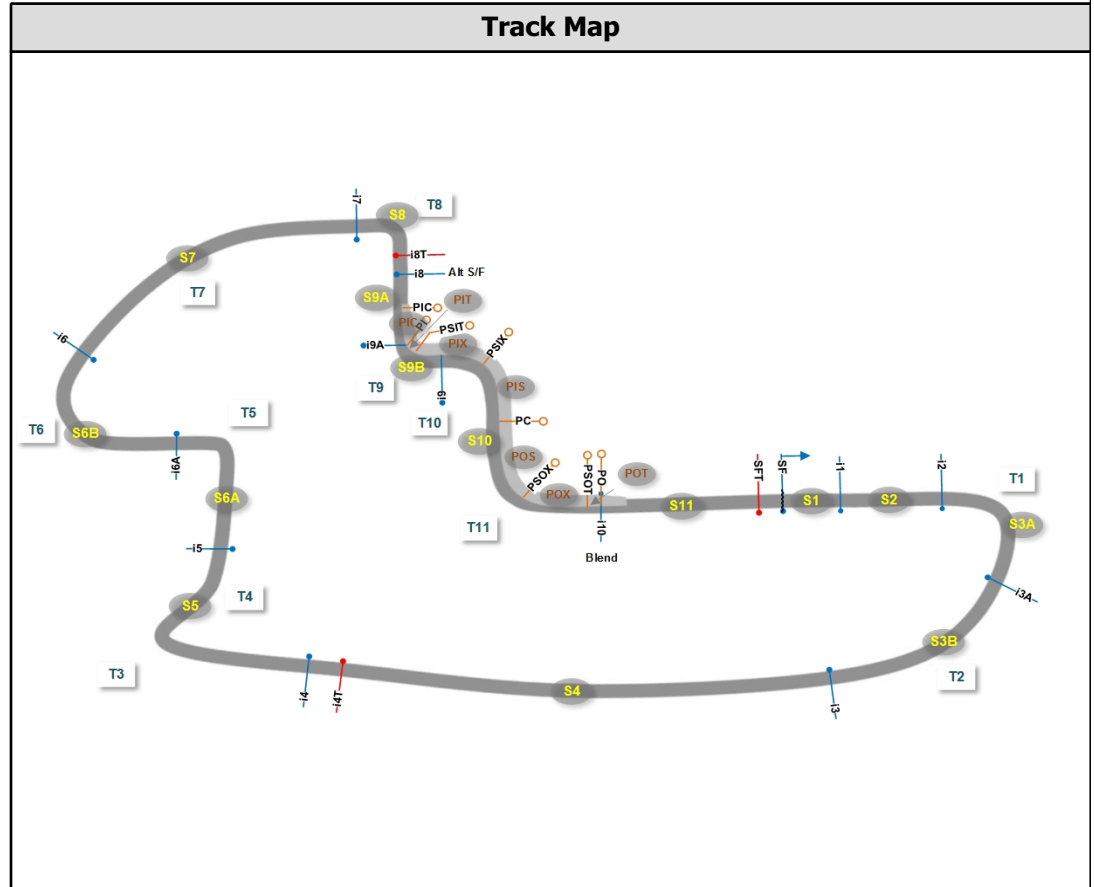 Track Map
i7
S8
T8
i8T
S7
i8
Alt S/F
T7
S9A
PIC
PIT
PIC
PI
PSIT
i6
i9A
PIX
PSIX
S9B
T9
PIS
i9
T5
T10
PC
T6
S6B
S10
i6A
POS
PSOX
PSOT
PO
POT
SFT
SF
i1
i2
T1
S6A
POX
S11
S1
S2
S3A
T11
i10
i5
Blend
i3A
S5
T4
S3B
T3
T2
i4
i4T
S4
i3